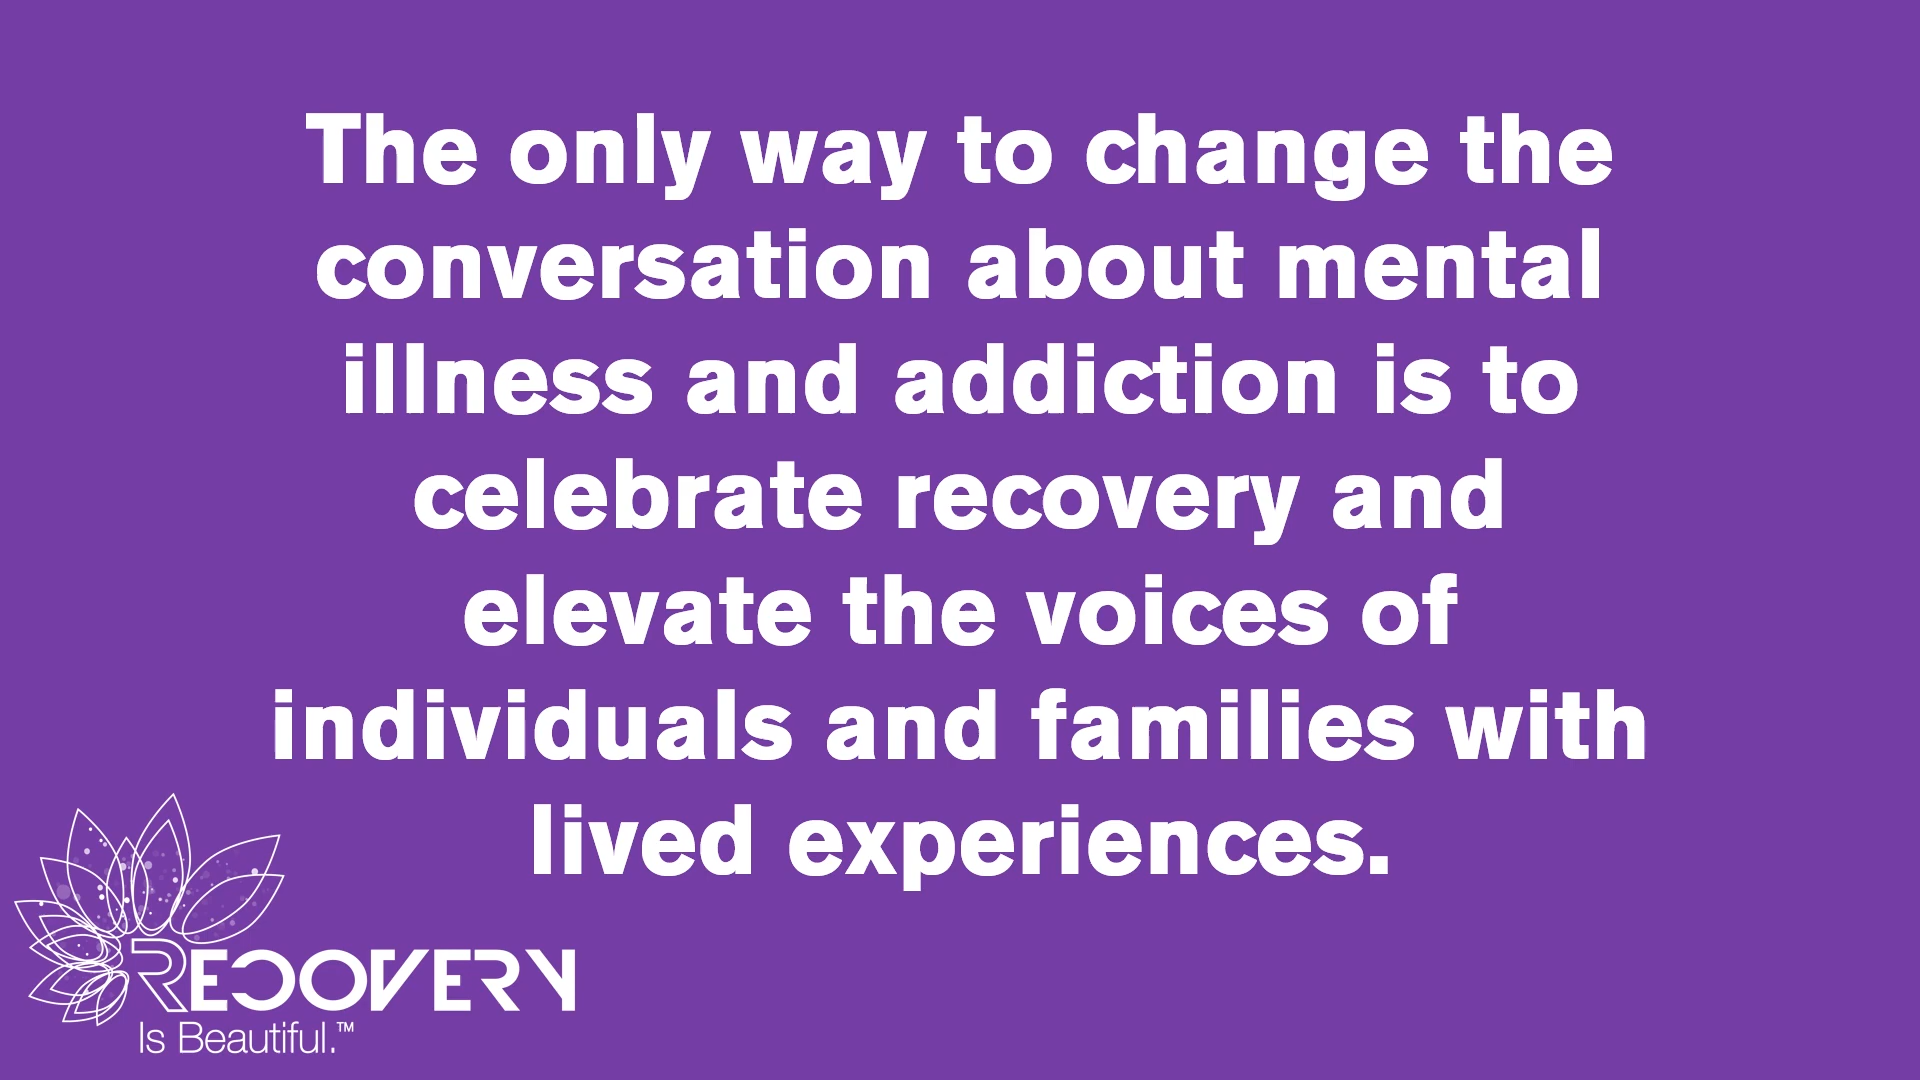 The only way to change the
conversation about mental
illness and addiction is to
celebrate recovery and
elevate the voices of
individuals and families with
lived experiences.
RECOVERY
Is Beautiful.™